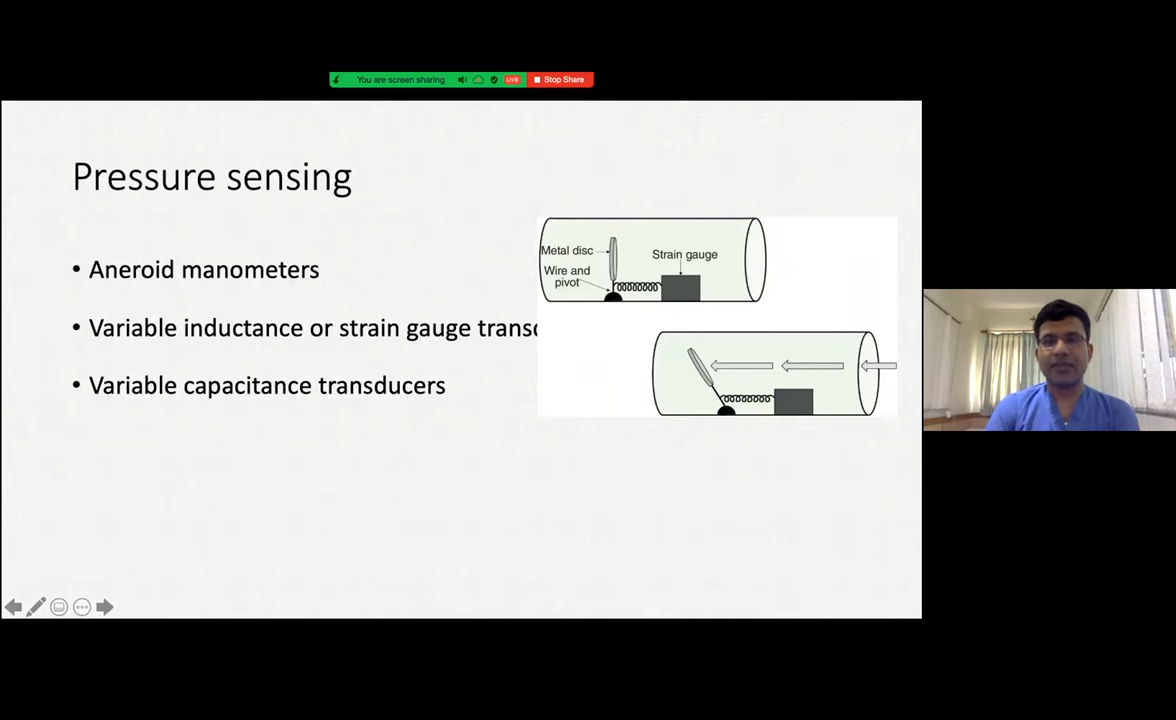 You are screen sharing
LIVE
Stop Share
Pressure sensing
• Aneroid manometers
• Variable inductance or strain gauge
• Variable capacitance transducers
Metal disc
Wire and
pivot
Strain gauge